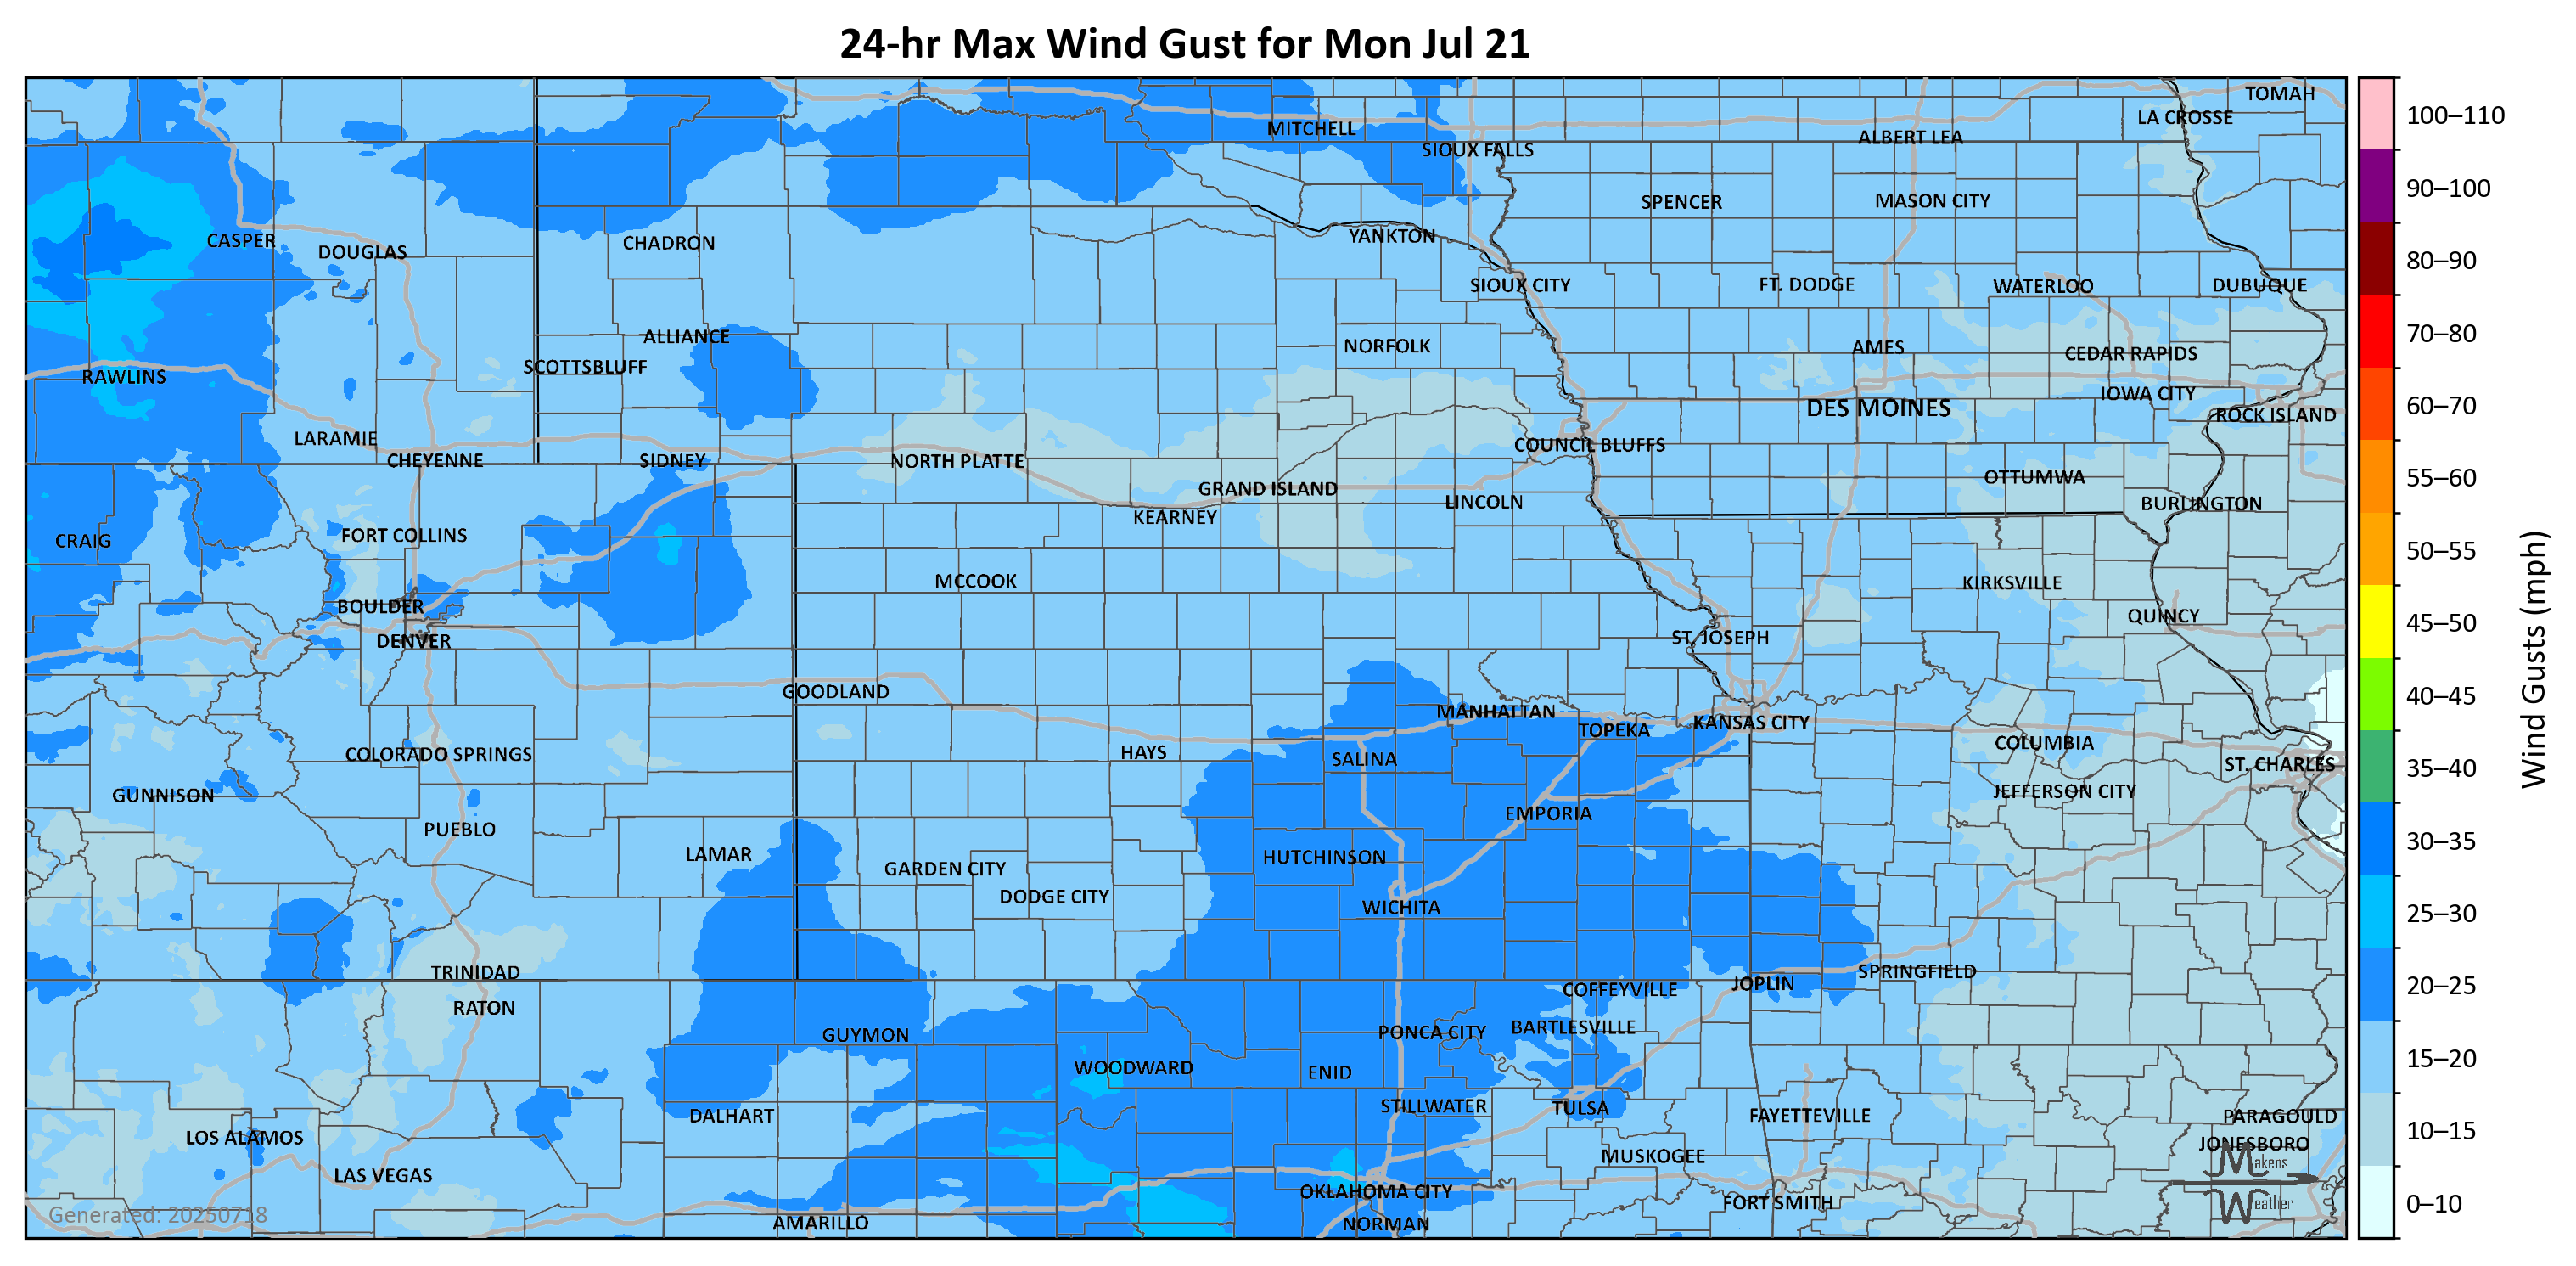 24-hr Max Wind Gust for Mon Jul 21
TOMAH
LA CROSSE
100–110
MITCHELL
ALBERT LEA
SIOUX FALLS
90–100
SPENCER
MASON CITY
CASPER
CHADRON
YANKTON
DOUGLAS
80–90
SIOUX CITY
FT. DODGE
WATERLOO
DUBUQUE
ALLIANCE
70–80
NORFOLK
AMES
CEDAR RAPIDS
SCOTTSBLUFF
RAWLINS
IOWA CITY
60–70
DES MOINES
ROCK ISLAND
LARAMIE
COUNCIL BLUFFS
CHEYENNE
SIDNEY
NORTH PLATTE
55–60
OTTUMWA
GRAND ISLAND
LINCOLN
BURLINGTON
KEARNEY
FORT COLLINS
CRAIG
50–55
MCCOOK
KIRKSVILLE
BOULDER
QUINCY
45–50
DENVER
ST. JOSEPH
Wind Gusts (mph)
GOODLAND
40–45
MANHATTAN
KANSAS CITY
TOPEKA
COLUMBIA
COLORADO SPRINGS
HAYS
SALINA
ST. CHARLES
35–40
GUNNISON
JEFFERSON CITY
EMPORIA
PUEBLO
30–35
LAMAR
HUTCHINSON
GARDEN CITY
DODGE CITY
WICHITA
25–30
TRINIDAD
SPRINGFIELD
JOPLIN
COFFEYVILLE
20–25
RATON
BARTLESVILLE
PONCA CITY
GUYMON
WOODWARD
ENID
15–20
STILLWATER
TULSA
DALHART
FAYETTEVILLE
PARAGOULD
LOS ALAMOS
JONESBORO
10–15
MUSKOGEE
Makens
LAS VEGAS
OKLAHOMA CITY
FORT SMITH
Weather
0–10
Generated: 20250718
AMARILLO
NORMAN